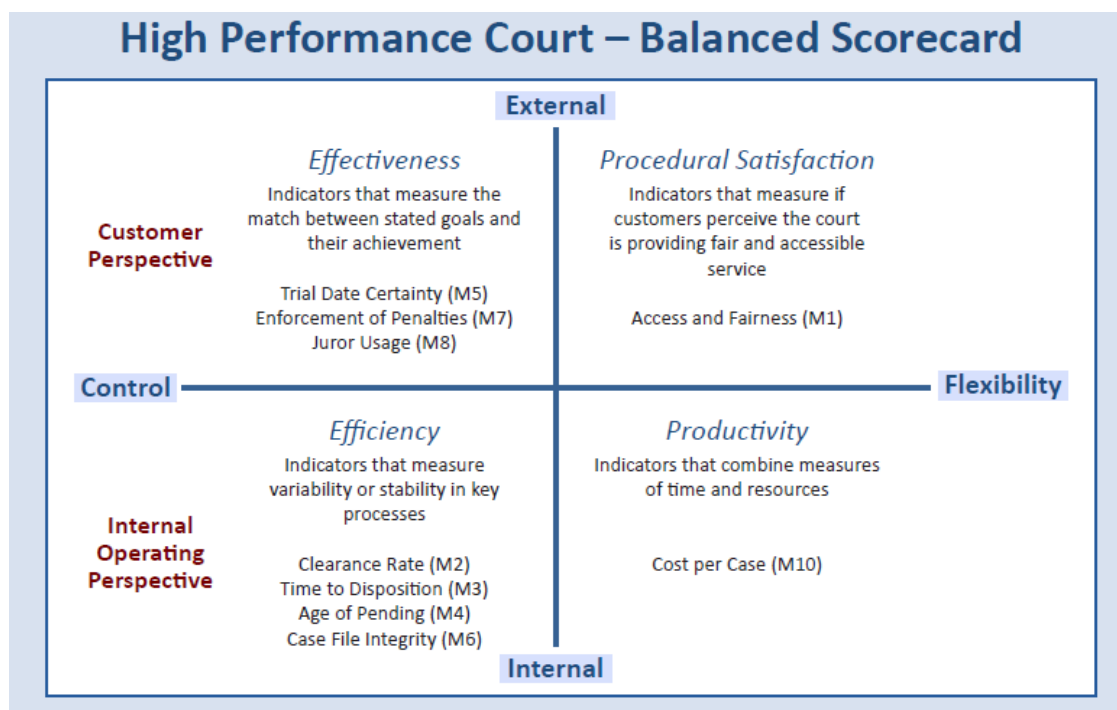 High Performance Court – Balanced Scorecard
External
Effectiveness
Indicators that measure the
match between stated goals and
their achievement
Trial Date Certainty (M5)
Enforcement of Penalties (M7)
Juror Usage (M8)
Procedural Satisfaction
Indicators that measure if
customers perceive the court
is providing fair and accessible
service
Access and Fairness (M1)
Customer
Perspective
Control
Flexibility
Efficiency
Indicators that measure
variability or stability in key
processes
Clearance Rate (M2)
Time to Disposition (M3)
Age of Pending (M4)
Case File Integrity (M6)
Productivity
Indicators that combine measures
of time and resources
Cost per Case (M10)
Internal
Operating
Perspective
Internal